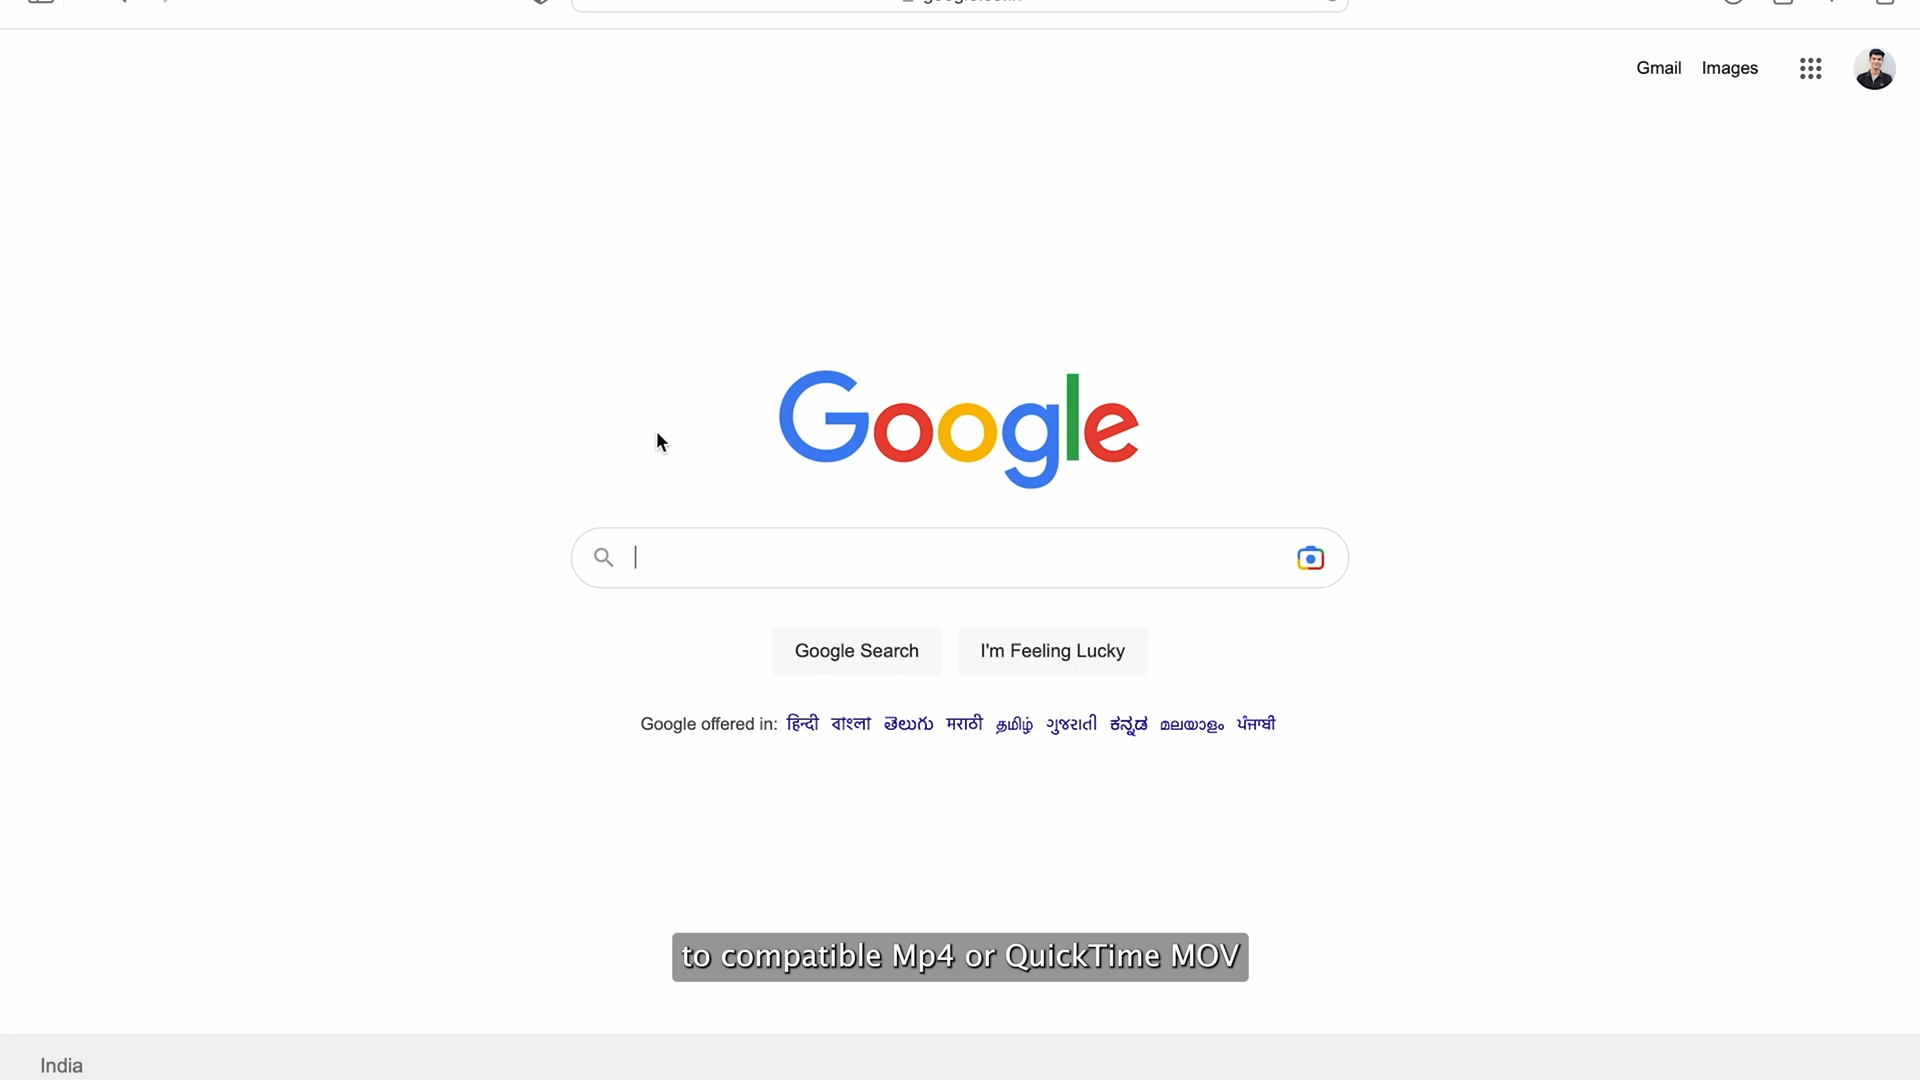 Gmail Images
Google
Google Search I'm Feeling Lucky
Google offered in: हिन्दी বাংলা తెలుగు मराठी தமிழ் ગુજરાતી ಕನ್ನಡ മലയാളം ਪੰਜਾਬੀ
to compatible Mp4 or QuickTime MOV
India